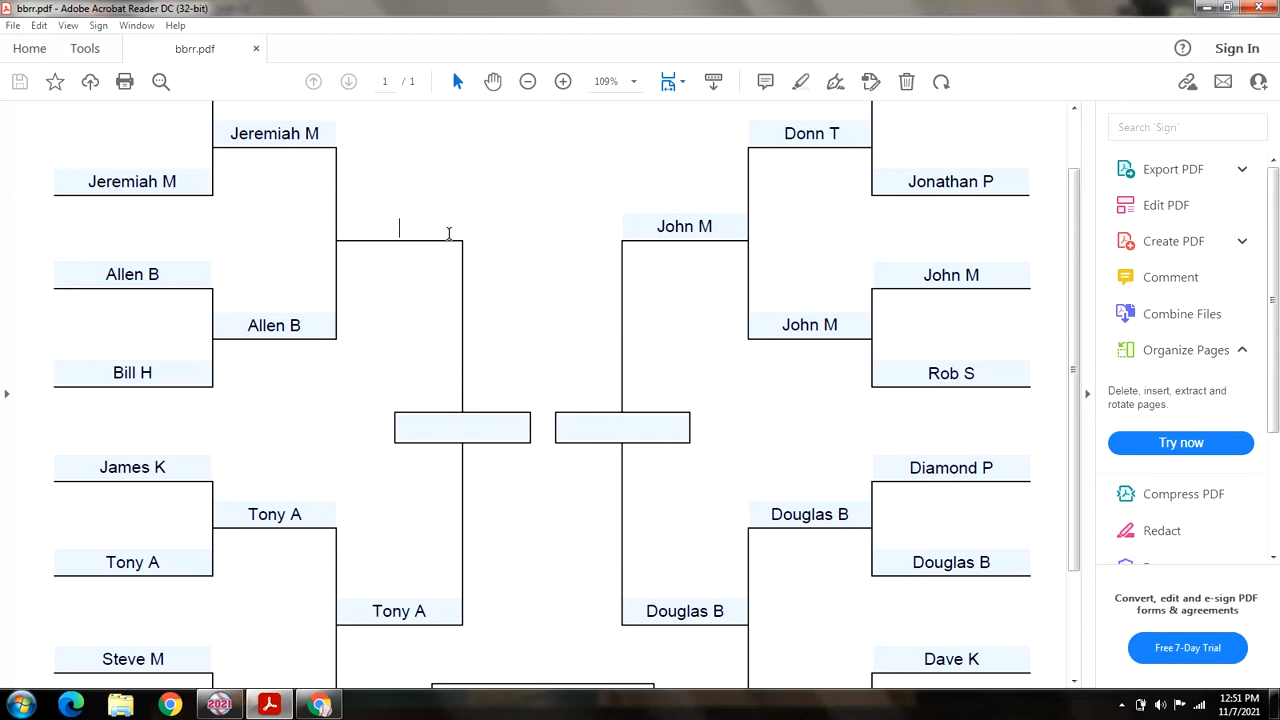 bbrr.pdf - Adobe Acrobat Reader DC (32-bit)
File Edit View Sign Window Help
Home Tools bbrr.pdf × Sign In
1 / 1 109%
Jeremiah M
Donn T
Search 'Sign'
Jeremiah M
Jonathan P
Export PDF
Edit PDF
John M
Create PDF
Allen B
John M
Comment
Allen B
John M
Combine Files
Bill H
Rob S
Organize Pages
Delete, insert, extract and
rotate pages.
Try now
James K
Diamond P
Compress PDF
Tony A
Douglas B
Redact
Tony A
Douglas B
Convert, edit and e-sign PDF
forms & agreements
Tony A
Douglas B
Free 7-Day Trial
Steve M
Dave K
2021
12:51 PM
11/7/2021